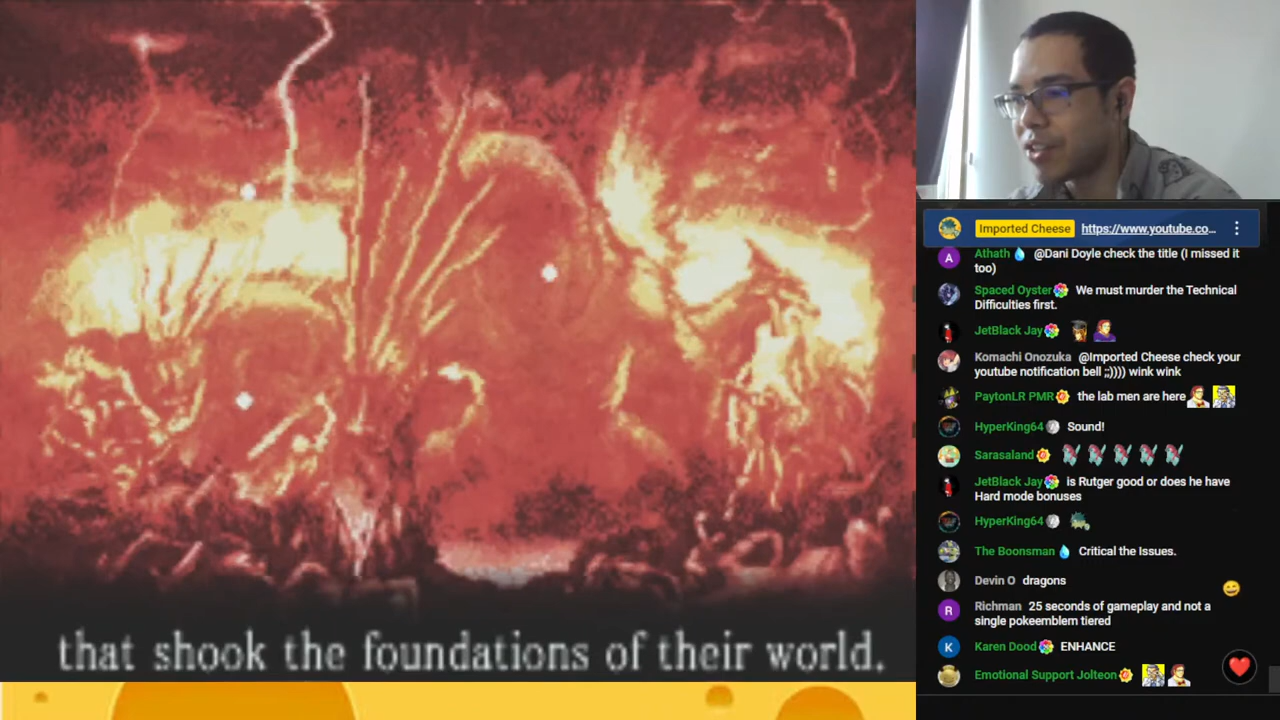 Imported Cheese https://www.youtube.co...
A Athath @Dani Doyle check the title (I missed it
too)
Spaced Oyster We must murder the Technical
Difficulties first.
JetBlack Jay
Komachi Onozuka @Imported Cheese check your
youtube notification bell ;;)))) wink wink
PaytonLR PMR the lab men are here
HyperKing64 Sound!
Sarasaland
JetBlack Jay is Rutger good or does he have
Hard mode bonuses
HyperKing64
The Boonsman Critical the Issues.
Devin O dragons
R Richman 25 seconds of gameplay and not a
single pokeemblem tiered
K Karen Dood ENHANCE
Emotional Support Jolteon
that shook the foundations of their world.